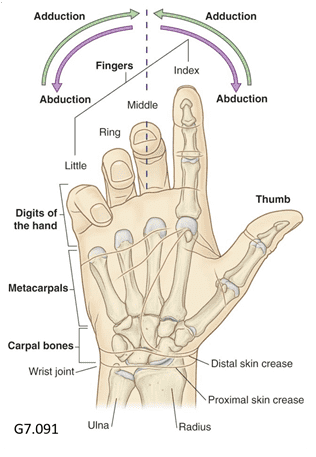 Adduction Adduction
Fingers
Index
Abduction Abduction
Middle
Ring
Little
Thumb
Digits of
the hand
Metacarpals
Carpal bones
Distal skin crease
Wrist joint
Proximal skin crease
Ulna Radius
G7.091